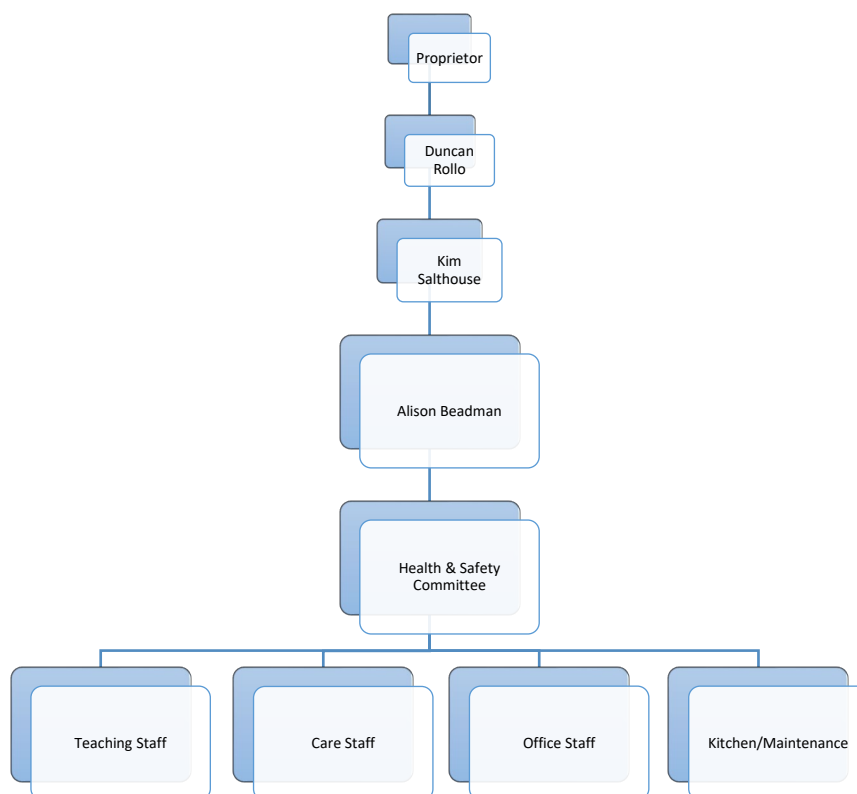 Proprietor
Duncan
Rollo
Kim
Salthouse
Alison Beadman
Health & Safety
Committee
Teaching Staff
Care Staff
Office Staff
Kitchen/Maintenance